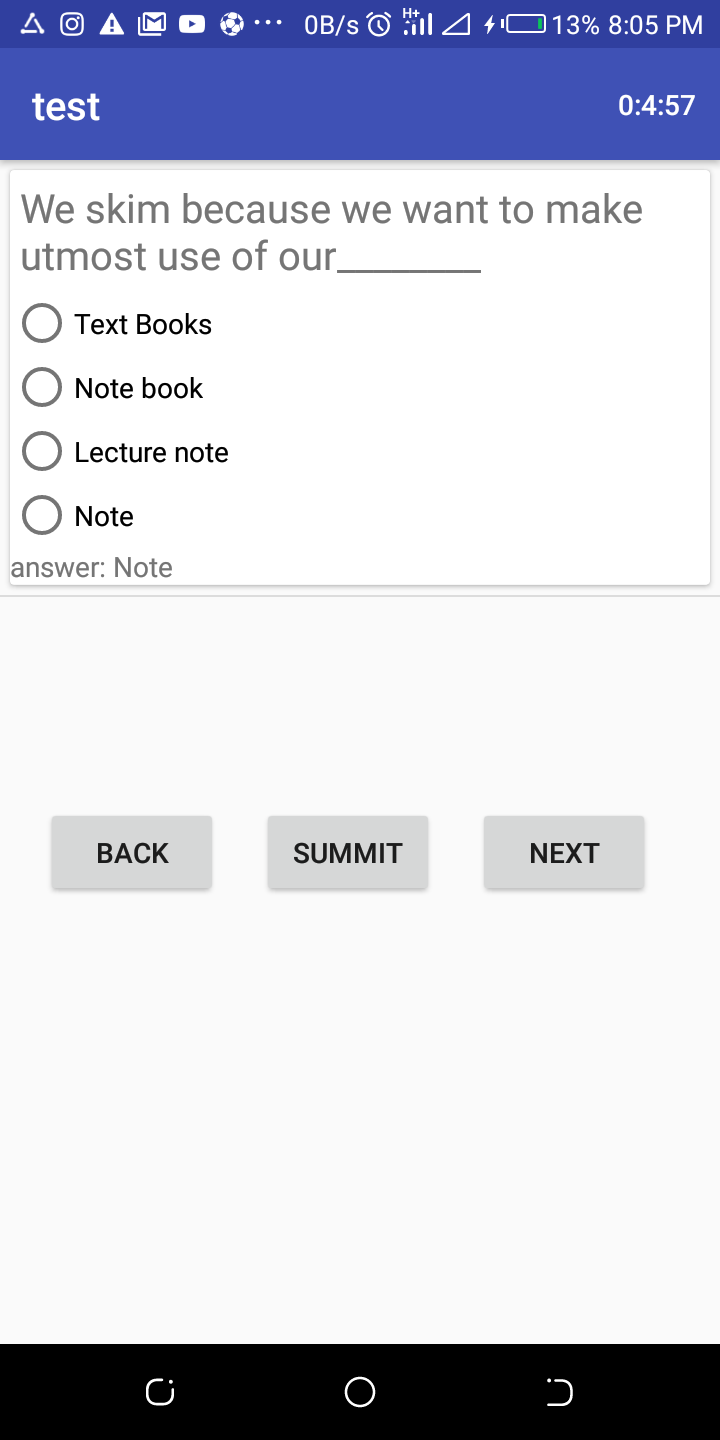 0B/s H+ 13% 8:05 PM
test 0:4:57
We skim because we want to make
utmost use of our________
Text Books
Note book
Lecture note
Note
answer: Note
BACK SUMMIT NEXT